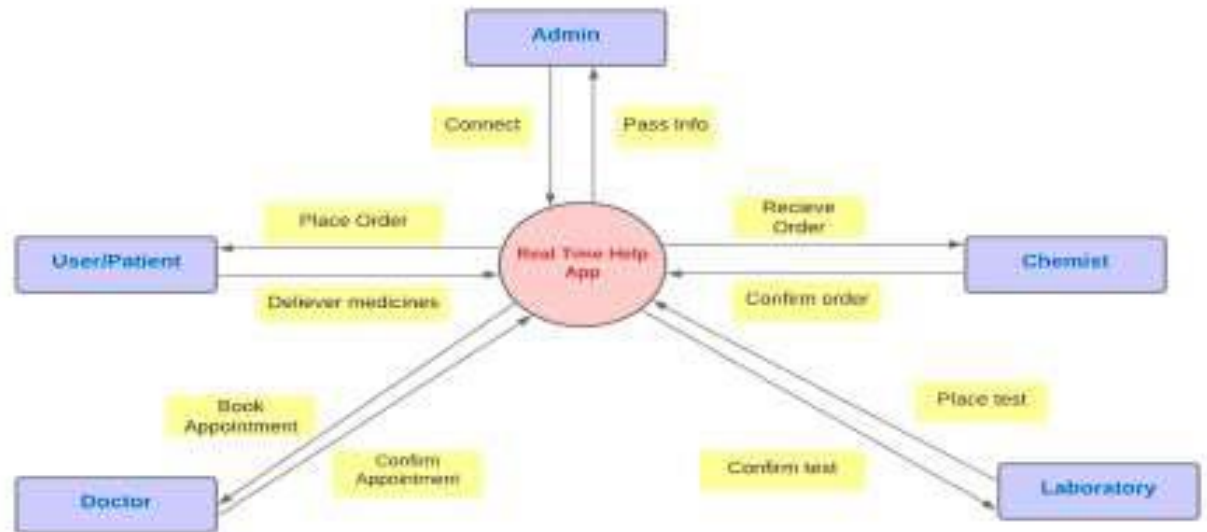 Admin
Connect
Pass Info
Place Order
Recieve
Order
User/Patient
Real Time Help
App
Chemist
Deliever medicines
Confirm order
Book
Appointment
Place test
Confirm
Appointment
Confirm test
Doctor
Laboratory